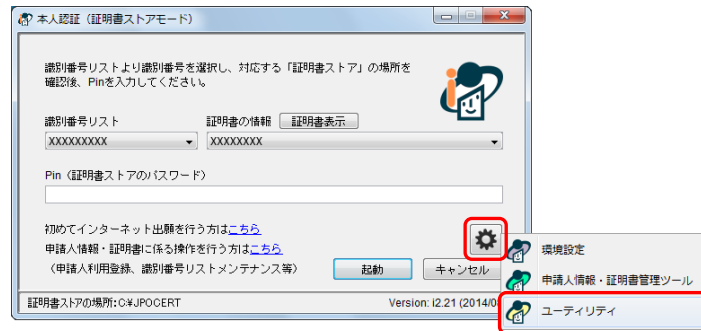 本人認証（証明書ストアモード）
識別番号リストより識別番号を選択し、対応する「証明書ストア」の場所を
確認後、Pinを入力してください。
識別番号リスト
証明書の情報 証明書表示
XXXXXXXXX
XXXXXXXX
Pin（証明書ストアのパスワード）
初めてインターネット出願を行う方はこちら
申請人情報・証明書に係る操作を行う方はこちら
（申請人利用登録、識別番号リストメンテナンス等）
起動
キャンセル
環境設定
申請人情報・証明書管理ツール
ユーティリティ
証明書ストアの場所:C:¥JPOCERT
Version: i2.21 (2014/0